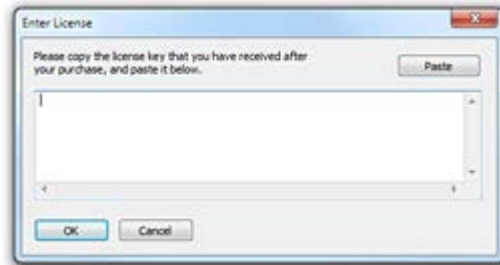 Enter License
Please copy the license key that you have received after
your purchase, and paste it below.
Paste
OK
Cancel